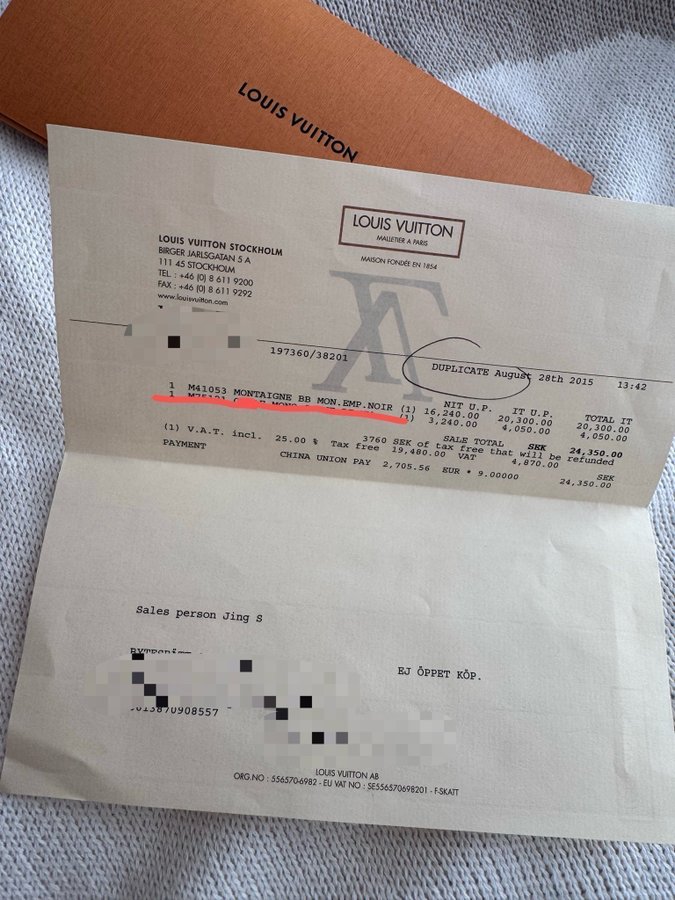 LOUIS VUITTON
LOUIS VUITTON
MALLETIER A PARIS
MAISON FONDÉE EN 1854
LOUIS VUITTON STOCKHOLM
BIRGER JARLSGATAN 5 A
111 45 STOCKHOLM
TEL : +46 (0) 8 611 9200
FAX : +46 (0) 8 611 9292
www.louisvuitton.com
197360/38201
DUPLICATE August 28th 2015 13:42
NIT U.P. IT U.P. TOTAL IT
1 M41053 MONTAIGNE BB MON.EMP.NOIR (1) 16,240.00 20,300.00 20,300.00
1 (1) 3,240.00 4,050.00 4,050.00
SALE TOTAL SEK 24,350.00
(1) V.A.T. incl. 25.00 % 3760 SEK of tax free that will be refunded
Tax free 19,480.00 VAT 4,870.00
PAYMENT SEK
CHINA UNION PAY 2,705.56 EUR * 9.00000 24,350.00
Sales person Jing S
EJ ÖPPET KÖP.
LOUIS VUITTON AB
ORG.NO : 556570-6982 - EU VAT NO : SE556570698201 - F-SKATT